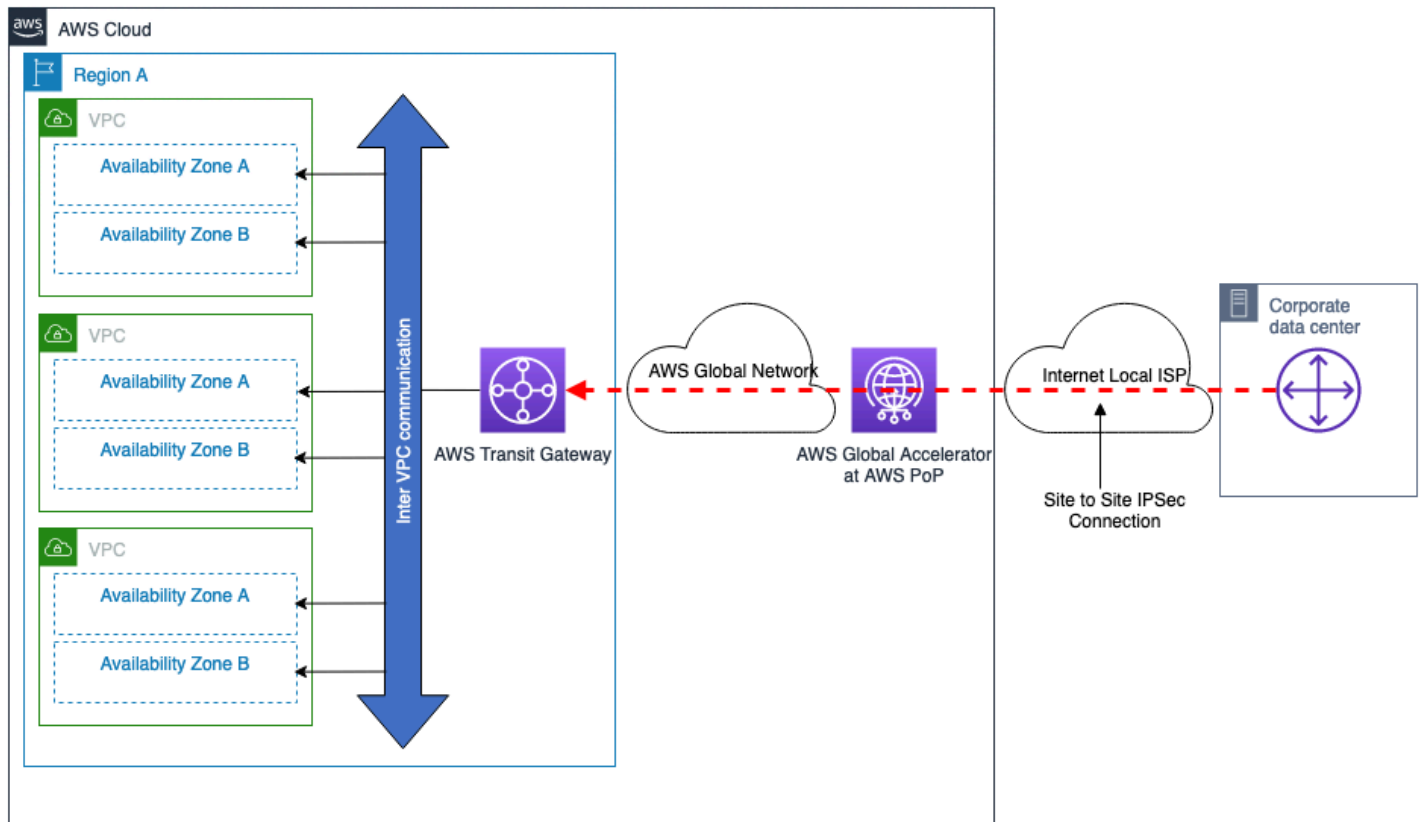 aws
AWS Cloud
Region A
VPC
Availability Zone A
Availability Zone B
VPC
Availability Zone A
Availability Zone B
VPC
Availability Zone A
Availability Zone B
Inter VPC communication
AWS Transit Gateway
AWS Global Network
AWS Global Accelerator
at AWS PoP
Internet Local ISP
Site to Site IPSec
Connection
Corporate
data center